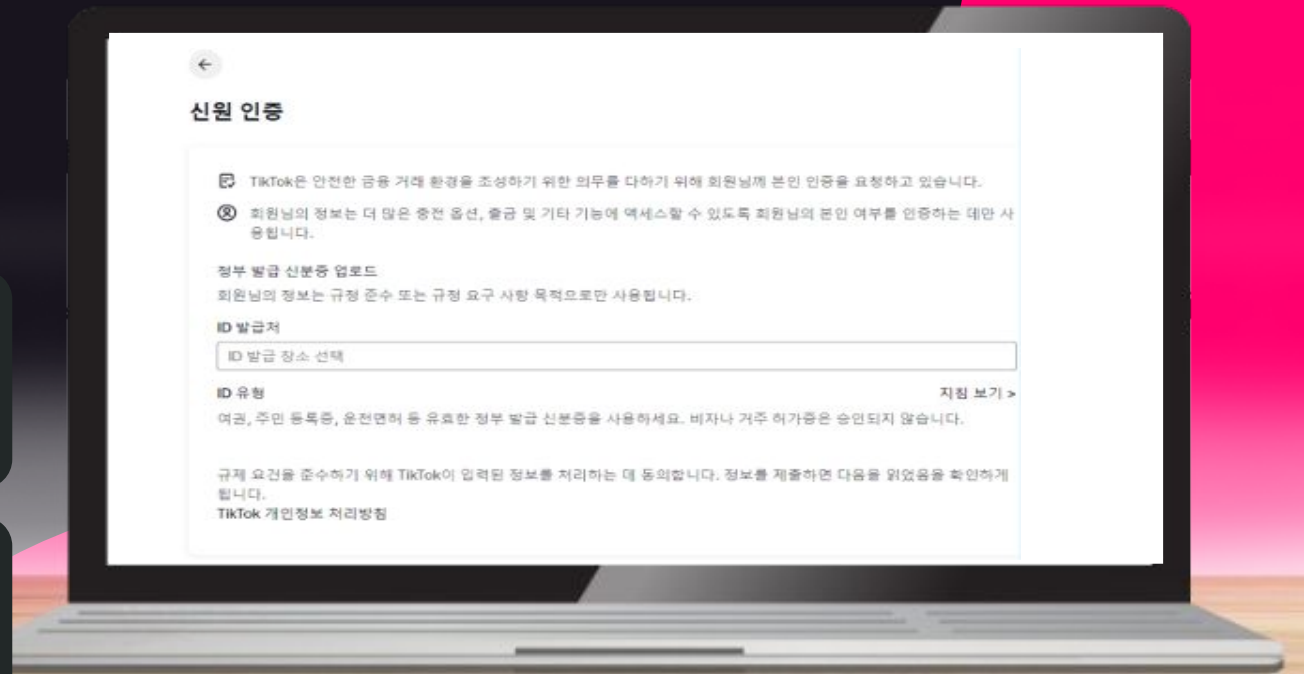 신원 인증
TikTok은 안전한 금융 거래 환경을 조성하기 위한 의무를 다하기 위해 회원님께 본인 인증을 요청하고 있습니다.
회원님의 정보는 더 많은 충전 옵션, 출금 및 기타 기능에 액세스할 수 있도록 회원님의 본인 여부를 인증하는 데만 사
용됩니다.
정부 발급 신분증 업로드
회원님의 정보는 규정 준수 또는 규정 요구 사항 목적으로만 사용됩니다.
ID 발급처
ID 발급 장소 선택
ID 유형
지침 보기 >
여권, 주민 등록증, 운전면허 등 유효한 정부 발급 신분증을 사용하세요. 비자나 거주 허가증은 승인되지 않습니다.
규제 요건을 준수하기 위해 TikTok이 입력된 정보를 처리하는 데 동의합니다. 정보를 제출하면 다음을 읽었음을 확인하게
됩니다.
TikTok 개인정보 처리방침